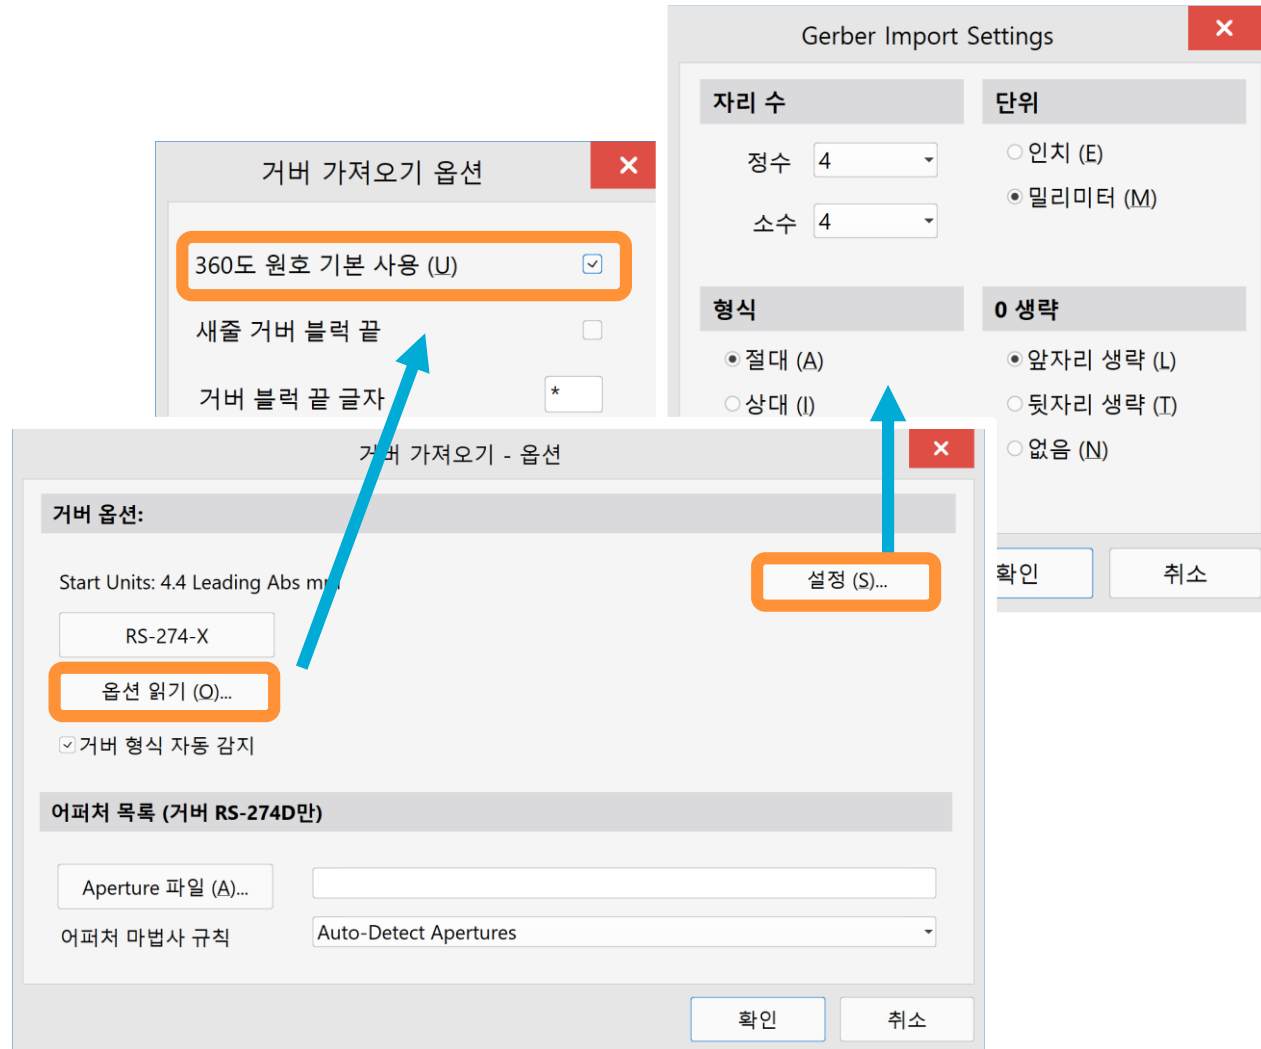 Gerber Import Settings
자리 수
정수 4
소수 4
단위
인치 (E)
밀리미터 (M)
형식
절대 (A)
상대 (I)
0 생략
앞자리 생략 (L)
뒷자리 생략 (T)
없음 (N)
확인
취소
거버 가져오기 옵션
360도 원호 기본 사용 (U)
새줄 거버 블럭 끝
거버 블럭 끝 글자 *
거버 가져오기 - 옵션
거버 옵션:
Start Units: 4.4 Leading Abs mm
설정 (S)...
RS-274-X
옵션 읽기 (O)...
거버 형식 자동 감지
어퍼처 목록 (거버 RS-274D만)
Aperture 파일 (A)...
어퍼처 마법사 규칙 Auto-Detect Apertures
확인
취소